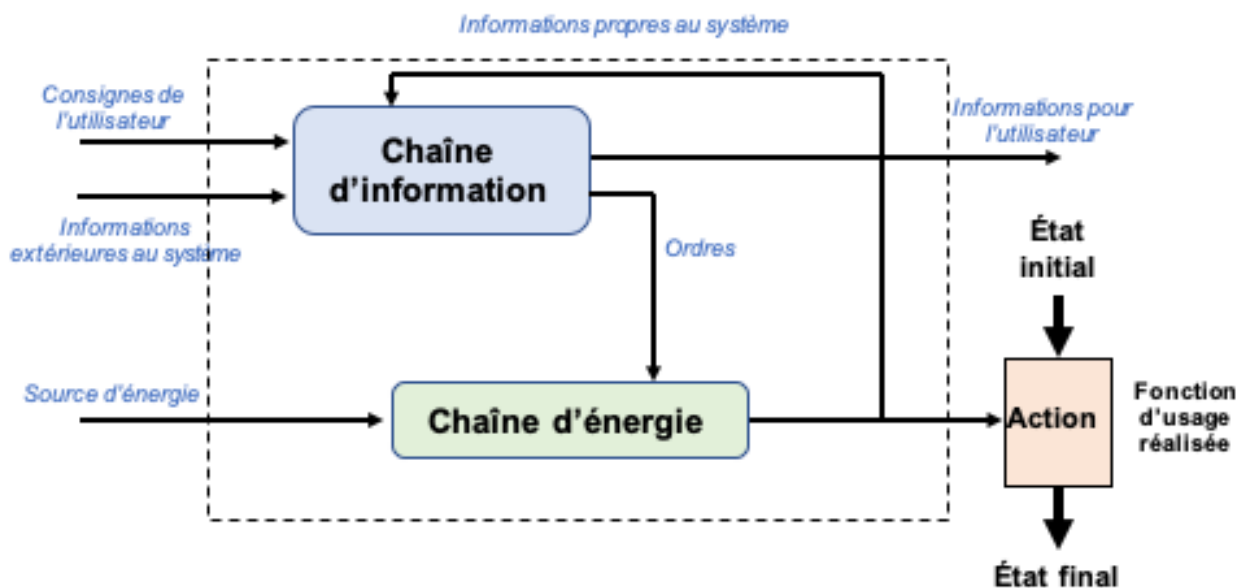 Informations propres au système
Consignes de
l'utilisateur
Informations pour
l'utilisateur
Chaîne
d'information
Informations
extérieures au système
Ordres
État
initial
Source d'énergie
Chaîne d'énergie
Action
Fonction
d'usage
réalisée
État final